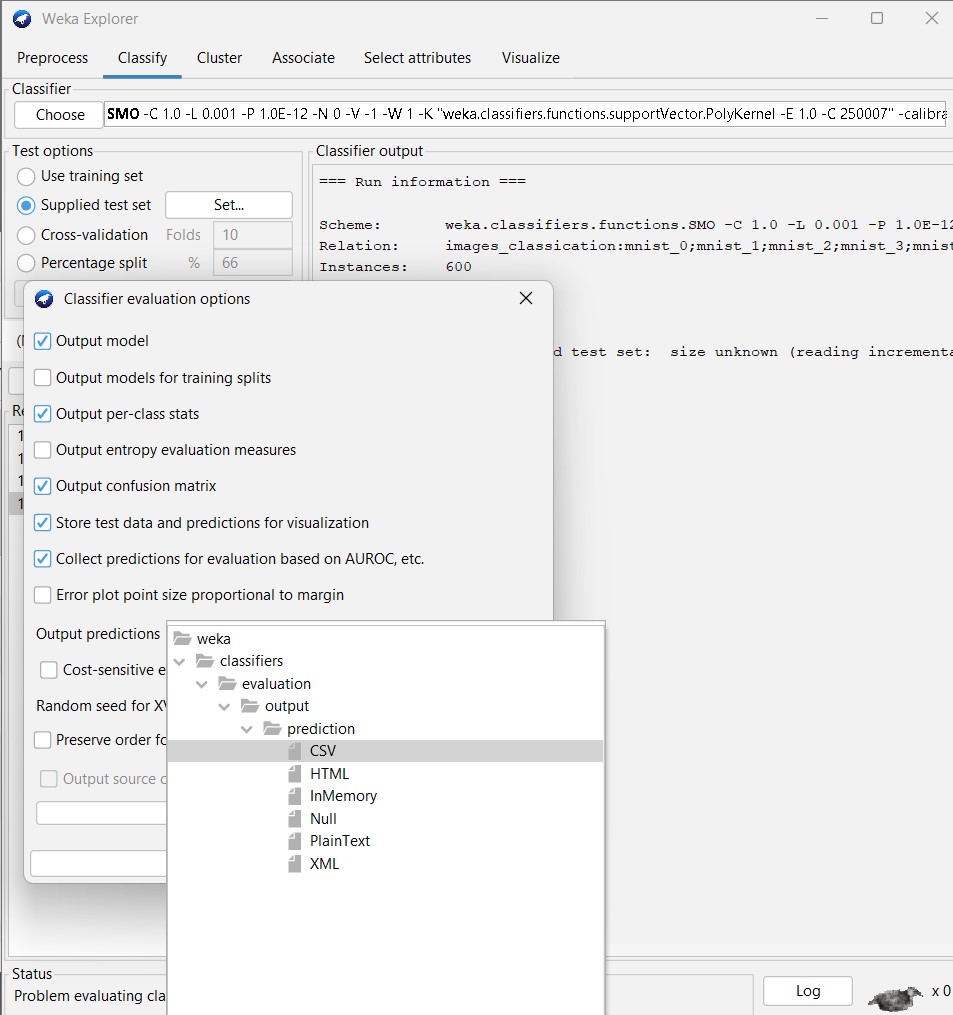 Weka Explorer
Preprocess Classify Cluster Associate Select attributes Visualize
Classifier
Choose SMO -C 1.0 -L 0.001 -P 1.0E-12 -N 0 -V -1 -W 1 -K "weka.classifiers.functions.supportVector.PolyKernel -E 1.0 -C 250007" -calibra
Test options
Use training set
Supplied test set Set...
Cross-validation Folds 10
Percentage split % 66
Classifier output
=== Run information ===
Scheme: weka.classifiers.functions.SMO -C 1.0 -L 0.001 -P 1.0E-12
Relation: images_classication:mnist_0;mnist_1;mnist_2;mnist_3;mnist
Instances: 600
d test set: size unknown (reading incrementa
Classifier evaluation options
Output model
Output models for training splits
Output per-class stats
Output entropy evaluation measures
Output confusion matrix
Store test data and predictions for visualization
Collect predictions for evaluation based on AUROC, etc.
Error plot point size proportional to margin
Output predictions
Cost-sensitive e
Random seed for XV
Preserve order fo
Output source c
weka
classifiers
evaluation
output
prediction
CSV
HTML
InMemory
Null
PlainText
XML
Re
1
1
1
1
Status
Problem evaluating cla
Log
x 0